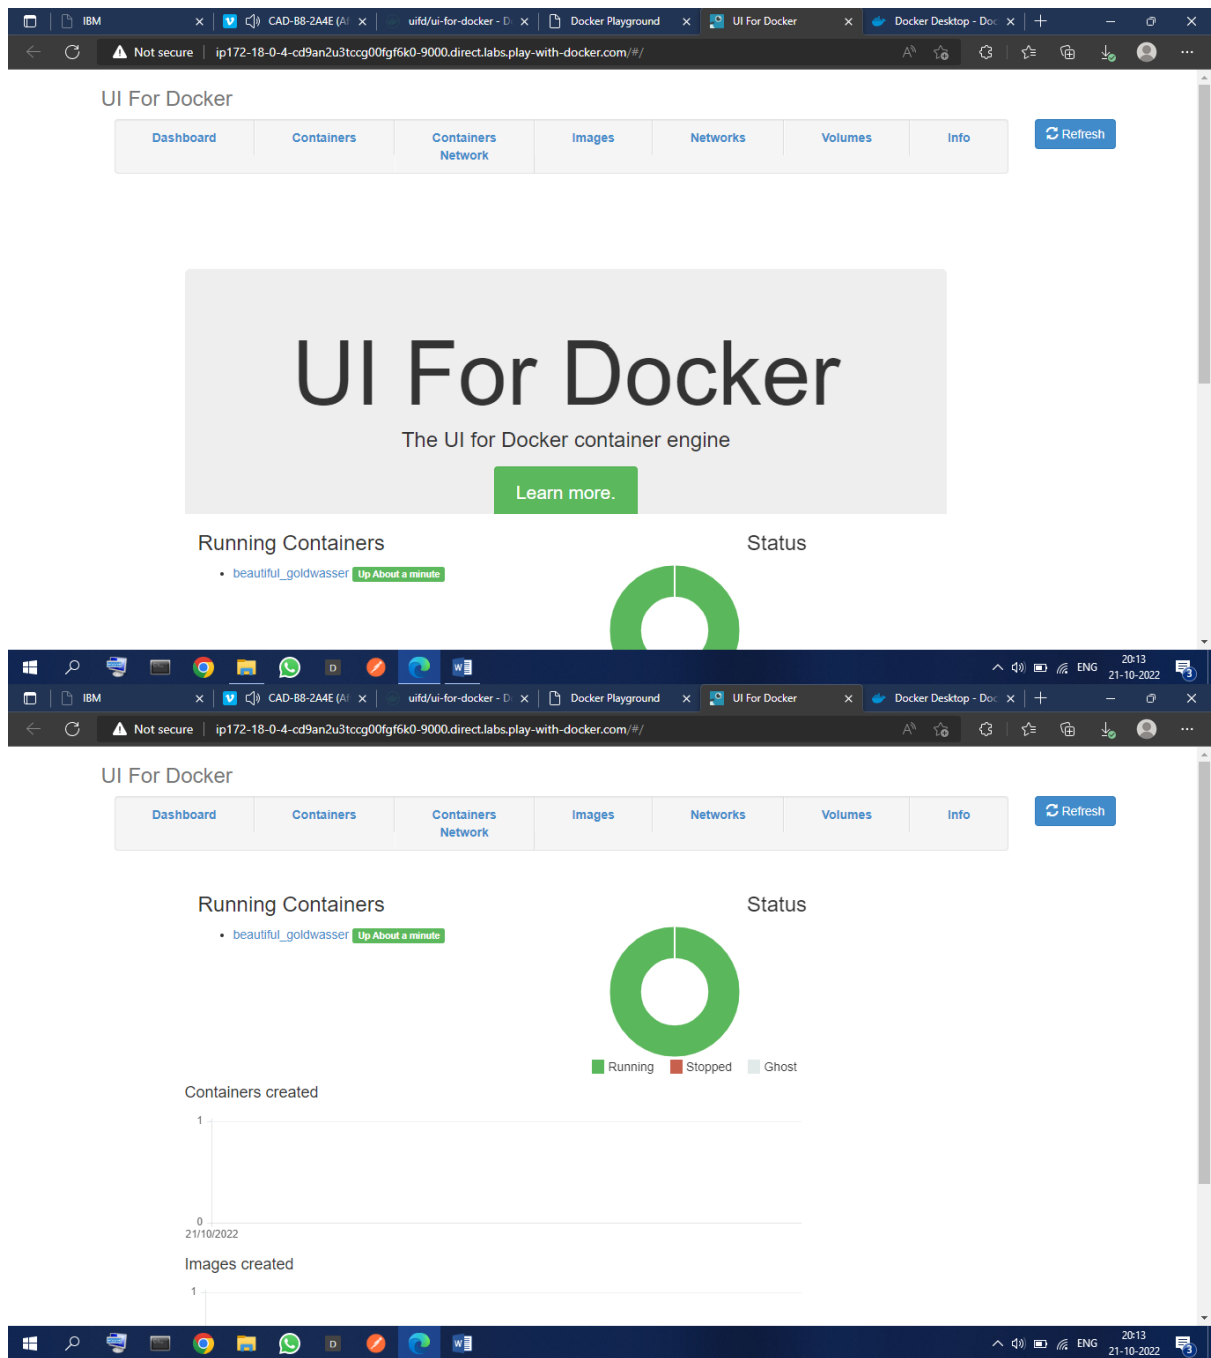 IBM
CAD-B8-2A4E (Af
uifd/ui-for-docker - D
Docker Playground
UI For Docker
Docker Desktop - Doc
Not secure
ip172-18-0-4-cd9an2u3tccg00fgf6k0-9000.direct.labs.play-with-docker.com/#/
UI For Docker
Dashboard
Containers
Containers
Network
Images
Networks
Volumes
Info
Refresh
UI For Docker
The UI for Docker container engine
Learn more.
Running Containers
beautiful_goldwasser Up About a minute
Status
ENG
20:13
21-10-2022
3
IBM
CAD-B8-2A4E (Af
uifd/ui-for-docker - D
Docker Playground
UI For Docker
Docker Desktop - Doc
Not secure
ip172-18-0-4-cd9an2u3tccg00fgf6k0-9000.direct.labs.play-with-docker.com/#/
UI For Docker
Dashboard
Containers
Containers
Network
Images
Networks
Volumes
Info
Refresh
Running Containers
beautiful_goldwasser Up About a minute
Status
Running
Stopped
Ghost
Containers created
1
0
21/10/2022
Images created
1
ENG
20:13
21-10-2022
3